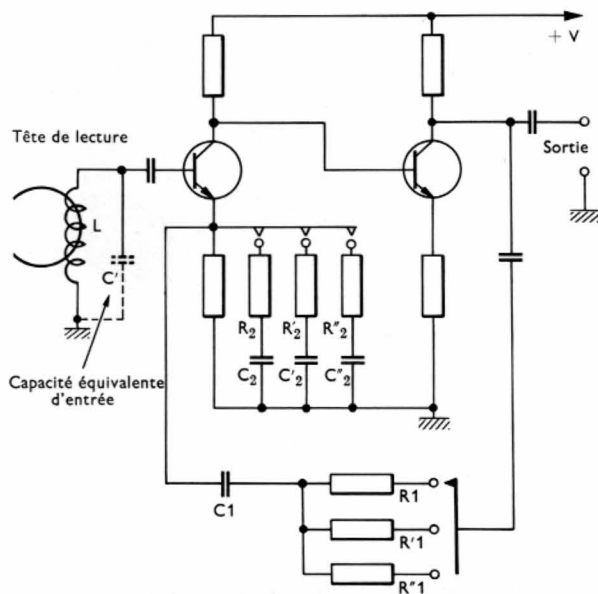 + V
Tête de lecture
Sortie
L
C'
R2
R'2
R"2
C2
C'2
C"2
Capacité équivalente
d'entrée
C1
R1
R'1
R"1